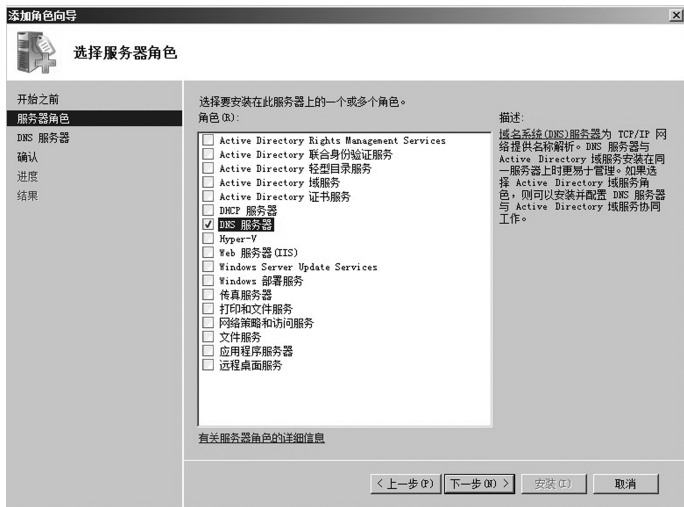 添加角色向导
选择服务器角色
开始之前
服务器角色
DNS 服务器
确认
进度
结果
选择要安装在此服务器上的一个或多个角色。
角色(R):
Active Directory Rights Management Services
Active Directory 联合身份验证服务
Active Directory 轻型目录服务
Active Directory 域服务
Active Directory 证书服务
DHCP 服务器
DNS 服务器
Hyper-V
Web 服务器(IIS)
Windows Server Update Services
Windows 部署服务
传真服务器
打印和文件服务
网络策略和访问服务
文件服务
应用程序服务器
远程桌面服务
有关服务器角色的详细信息
描述:
域名系统(DNS)服务器为 TCP/IP 网
络提供名称解析。DNS 服务器与
Active Directory 域服务安装在同
一服务器上时更易于管理。如果选
择 Active Directory 域服务角
色，则可以安装并配置 DNS 服务器
与 Active Directory 域服务协同
工作。
< 上一步(P)
下一步(N) >
安装(I)
取消